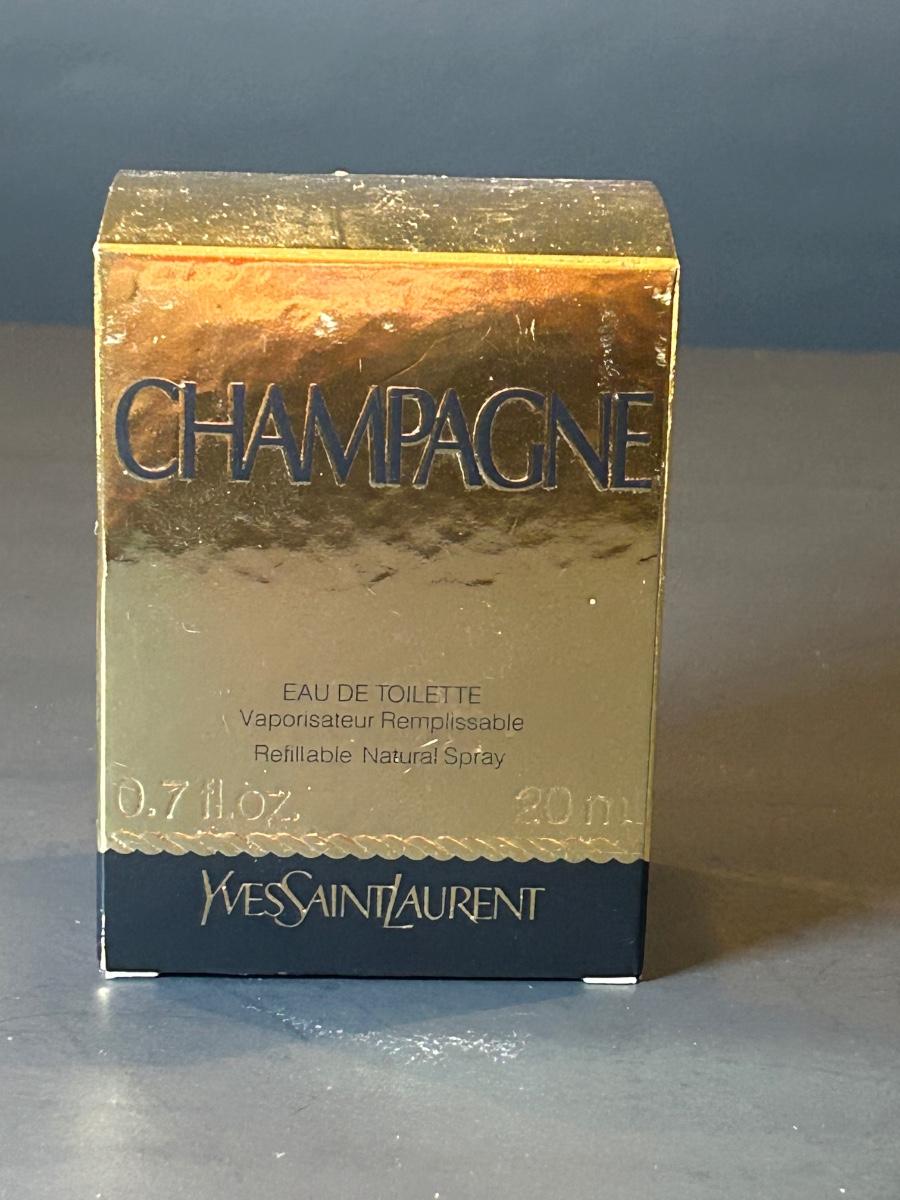 CHAMPAGNE
EAU DE TOILETTE
Vaporisateur Remplissable
Refillable Natural Spray
0.7 fl.oz. 20 ml
YVESSAINTLAURENT